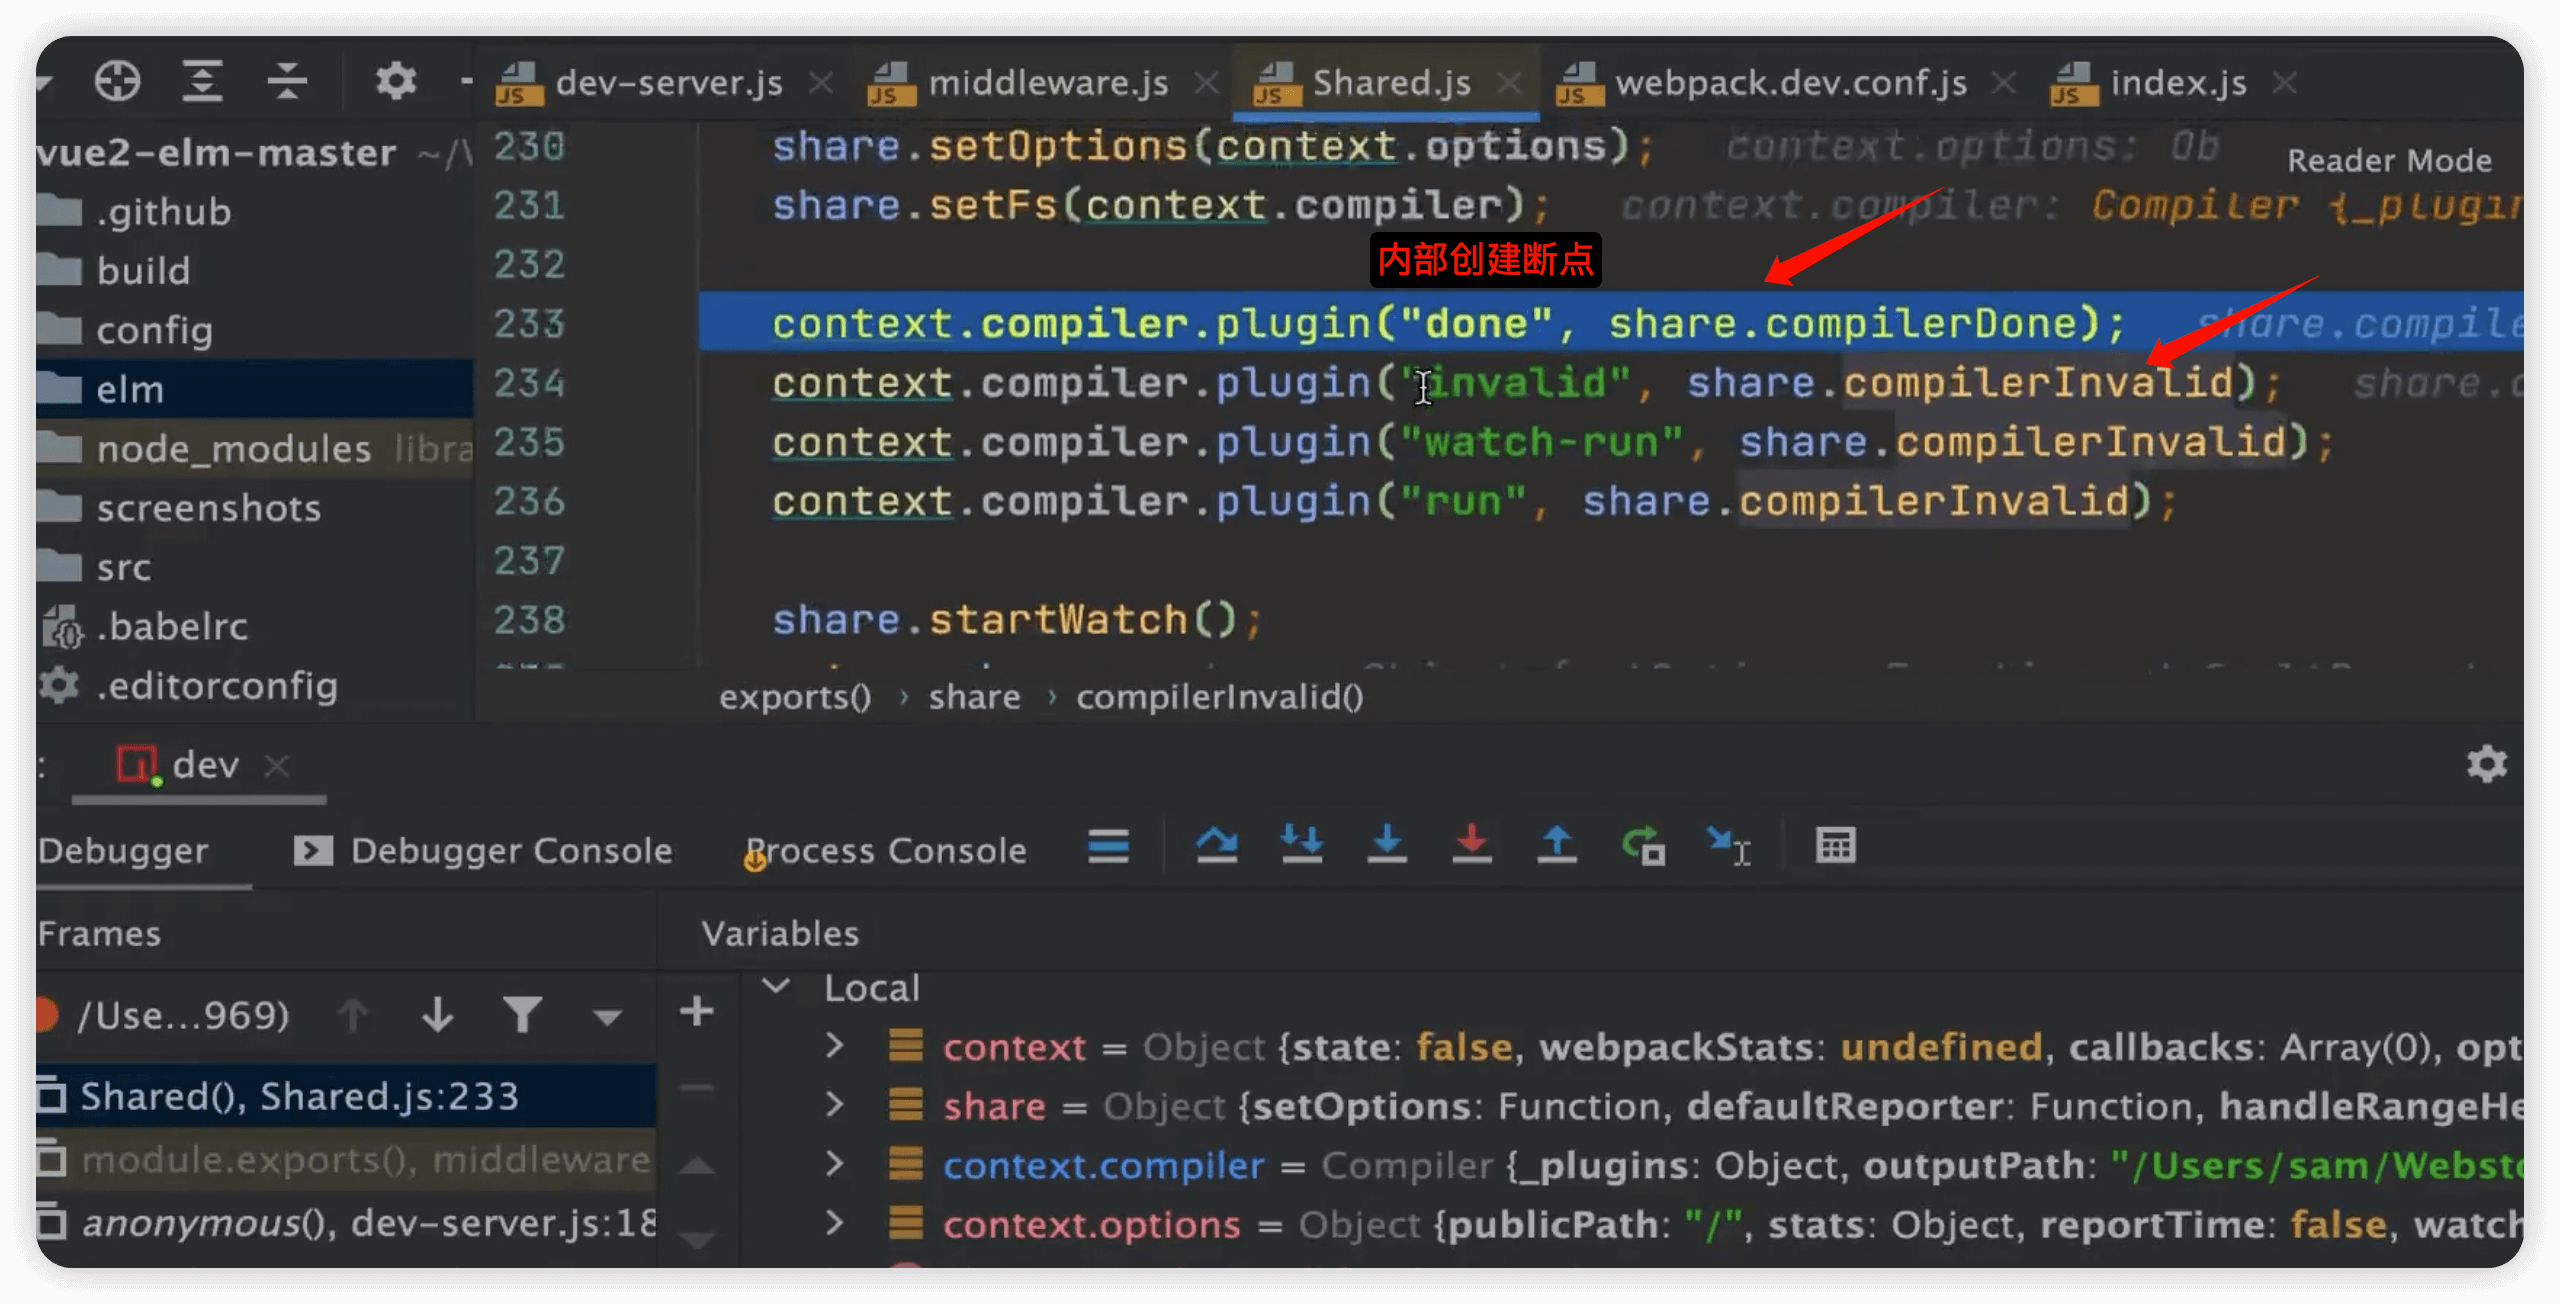 dev-server.js middleware.js Shared.js webpack.dev.conf.js index.js
vue2-elm-master ~/
.github
build
config
elm
node_modules libra
screenshots
src
.babelrc
.editorconfig
230 share.setOptions(context.options); context.options: Ob
Reader Mode
231 share.setFs(context.compiler); context.compiler: Compiler {_plugin
232
内部创建断点
233 context.compiler.plugin("done", share.compilerDone); share.compile
234 context.compiler.plugin("invalid", share.compilerInvalid); share.c
235 context.compiler.plugin("watch-run", share.compilerInvalid);
236 context.compiler.plugin("run", share.compilerInvalid);
237
238 share.startWatch();
exports() › share › compilerInvalid()
: dev
Debugger Debugger Console Process Console
Frames
/Use...969)
Shared(), Shared.js:233
module.exports(), middleware
anonymous(), dev-server.js:18
Variables
Local
context = Object {state: false, webpackStats: undefined, callbacks: Array(0), opt
share = Object {setOptions: Function, defaultReporter: Function, handleRangeHe
context.compiler = Compiler {_plugins: Object, outputPath: "/Users/sam/Websto
context.options = Object {publicPath: "/", stats: Object, reportTime: false, watch